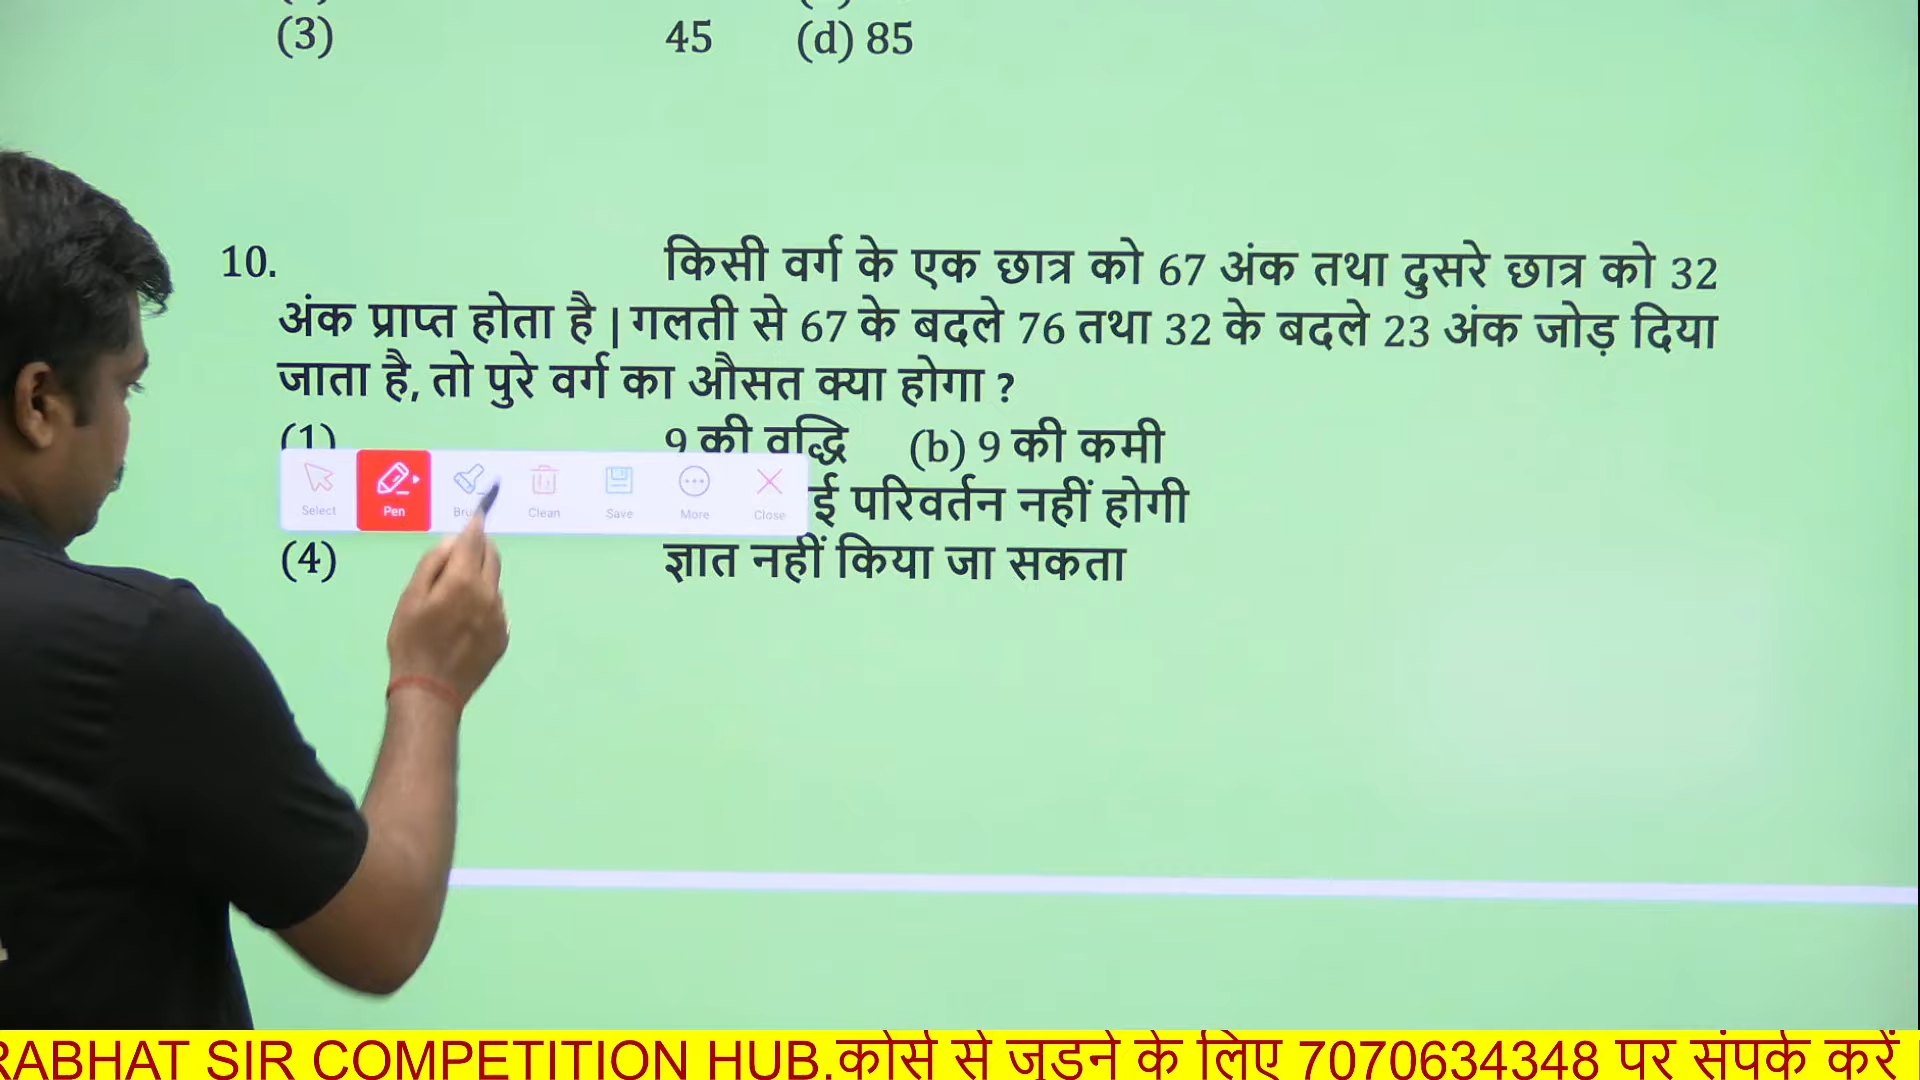 (3) 45 (d) 85
10. किसी वर्ग के एक छात्र को 67 अंक तथा दुसरे छात्र को 32
अंक प्राप्त होता है | गलती से 67 के बदले 76 तथा 32 के बदले 23 अंक जोड़ दिया
जाता है, तो पुरे वर्ग का औसत क्या होगा ?
(1) 9 की वृद्धि (b) 9 की कमी
Select Pen Clean Save More Close
ई परिवर्तन नहीं होगी
(4) ज्ञात नहीं किया जा सकता
RABHAT SIR COMPETITION HUB.कोर्स से जुड़ने के लिए 7070634348 पर संपर्क करें